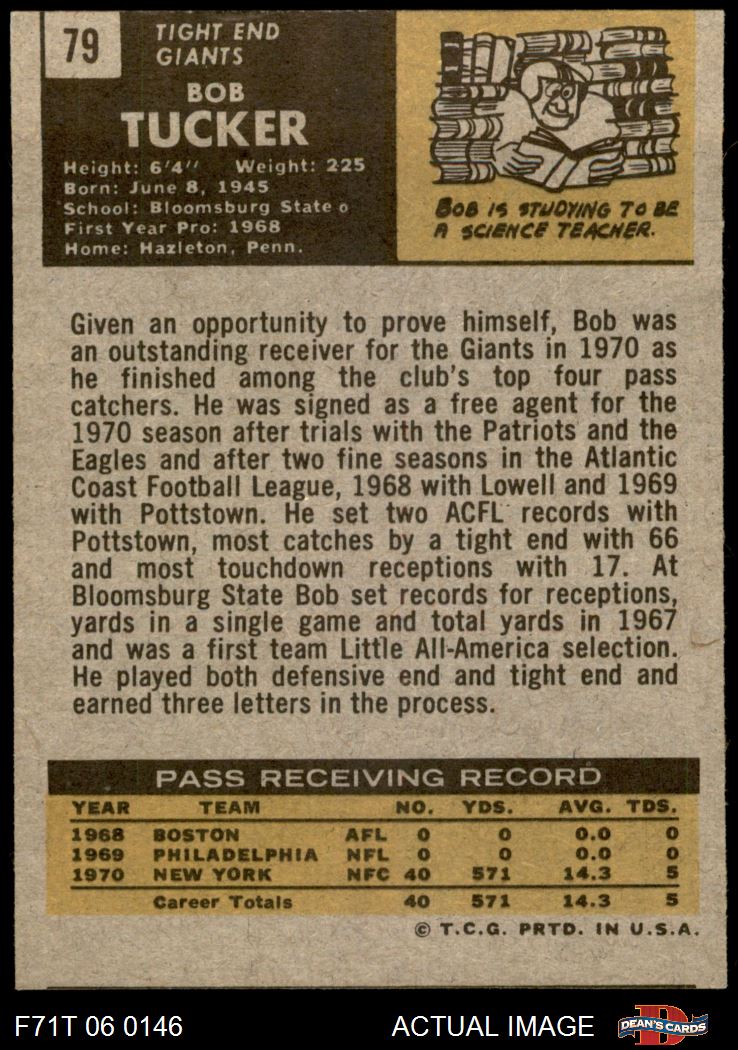 79
TIGHT END
GIANTS
BOB
TUCKER
Height: 6'4" Weight: 225
Born: June 8, 1945
School: Bloomsburg State
First Year Pro: 1968
Home: Hazleton, Penn.
BOB IS STUDYING TO BE
A SCIENCE TEACHER.
Given an opportunity to prove himself, Bob was
an outstanding receiver for the Giants in 1970 as
he finished among the club's top four pass
catchers. He was signed as a free agent for the
1970 season after trials with the Patriots and the
Eagles and after two fine seasons in the Atlantic
Coast Football League, 1968 with Lowell and 1969
with Pottstown. He set two ACFL records with
Pottstown, most catches by a tight end with 66
and most touchdown receptions with 17. At
Bloomsburg State Bob set records for receptions,
yards in a single game and total yards in 1967
and was a first team Little All-America selection.
He played both defensive end and tight end and
earned three letters in the process.
PASS RECEIVING RECORD
YEAR TEAM NO. YDS. AVG. TDS.
1968 BOSTON AFL 0 0 0.0 0
1969 PHILADELPHIA NFL 0 0 0.0 0
1970 NEW YORK NFC 40 571 14.3 5
Career Totals 40 571 14.3 5
© T.C.G. PRTD. IN U.S.A.
F71T 06 0146 ACTUAL IMAGE DEAN'S CARDS